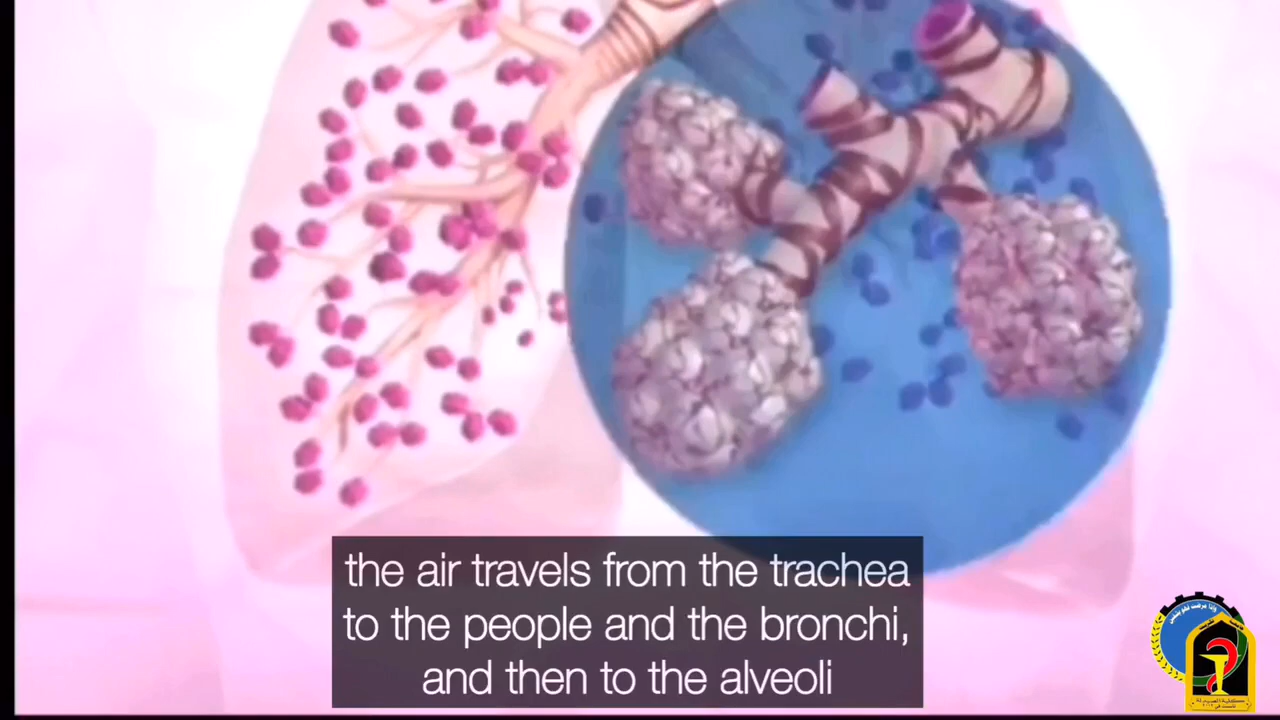 the air travels from the trachea
to the people and the bronchi,
and then to the alveoli